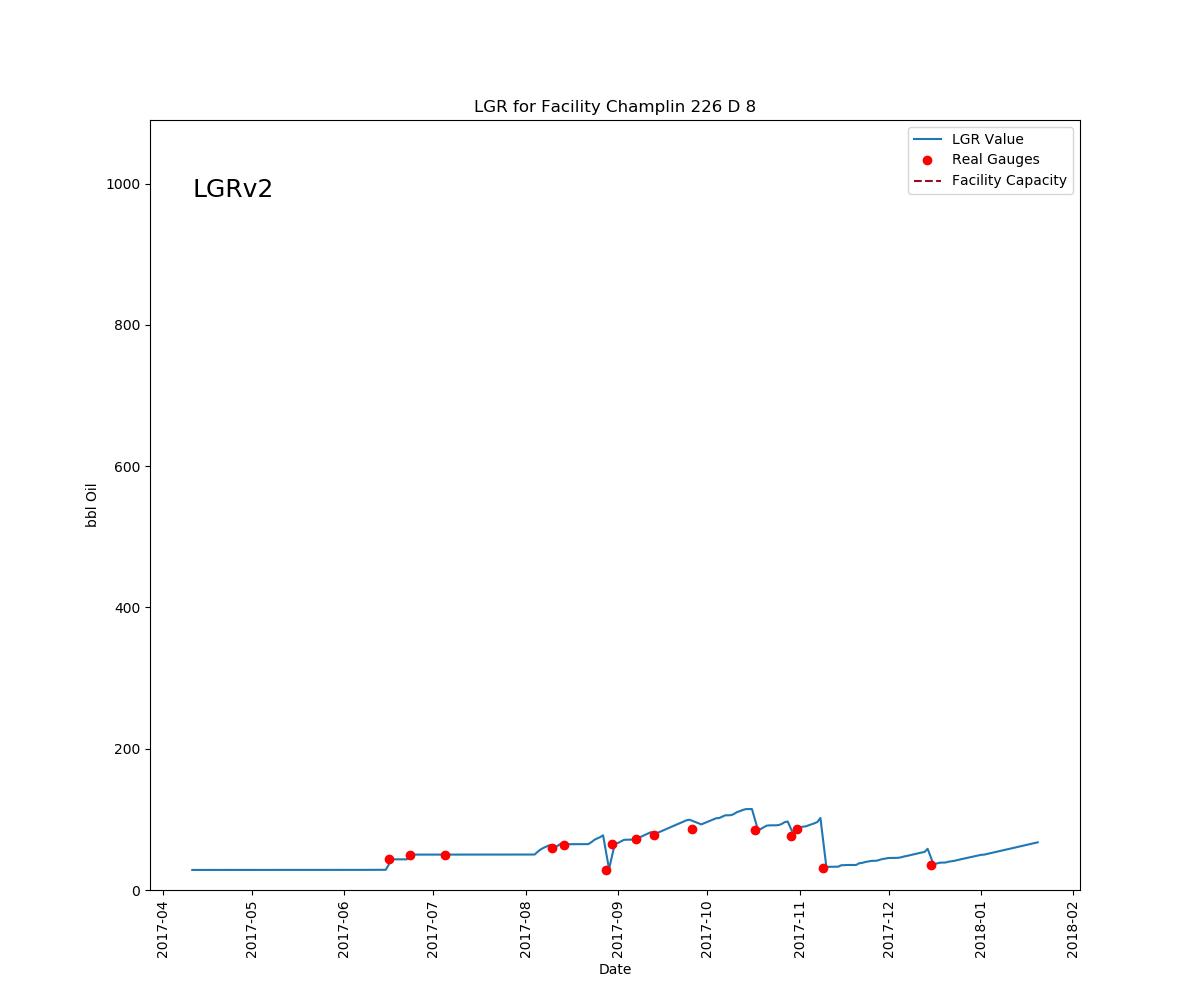 LGR for Facility Champlin 226 D 8
LGR Value
Real Gauges
Facility Capacity
LGRv2
1000
800
600
400
200
0
bbl Oil
2017-04
2017-05
2017-06
2017-07
2017-08
2017-09
2017-10
2017-11
2017-12
2018-01
2018-02
Date